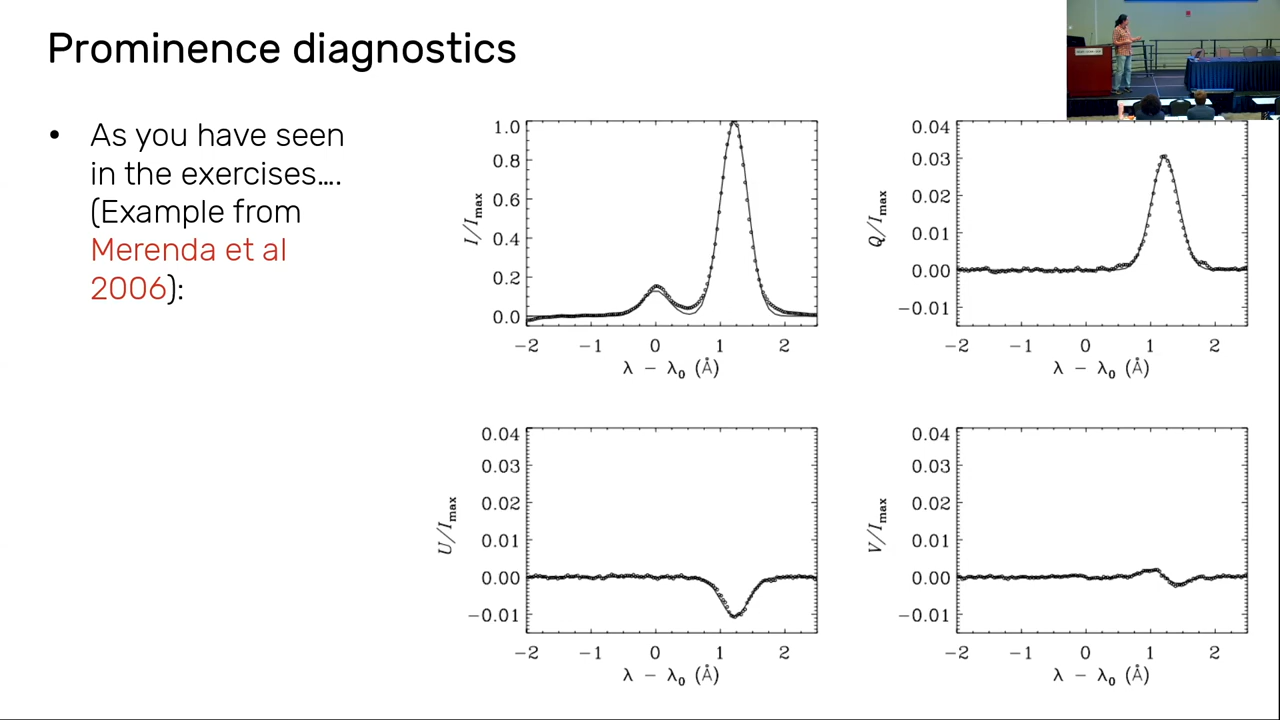 Prominence diagnostics
• As you have seen
in the exercises….
(Example from
Merenda et al
2006):
I/Imax
1.0
0.8
0.6
0.4
0.2
0.0
−2 −1 0 1 2
λ − λ0 (Å)
Q/Imax
0.04
0.03
0.02
0.01
0.00
−0.01
−2 −1 0 1 2
λ − λ0 (Å)
U/Imax
0.04
0.03
0.02
0.01
0.00
−0.01
−2 −1 0 1 2
λ − λ0 (Å)
V/Imax
0.04
0.03
0.02
0.01
0.00
−0.01
−2 −1 0 1 2
λ − λ0 (Å)